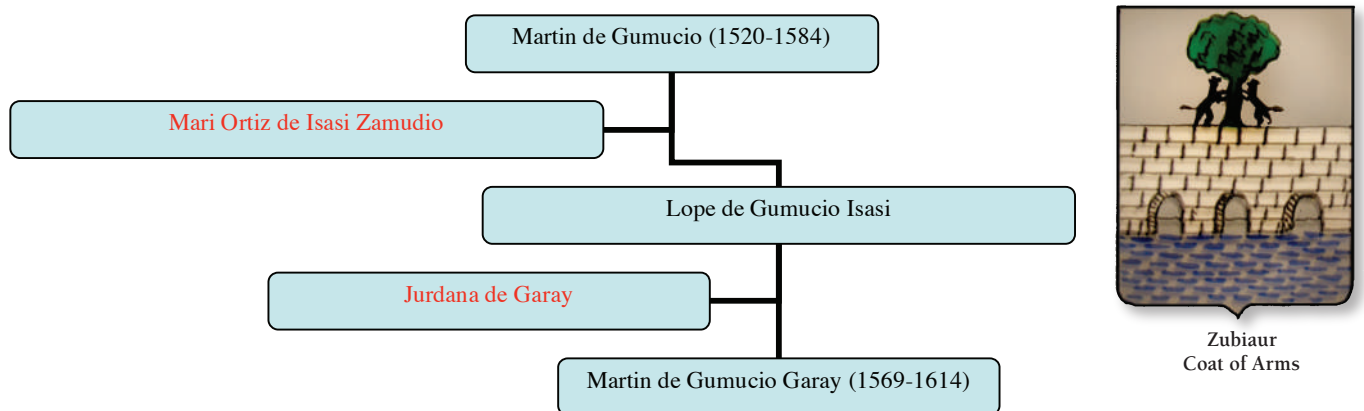 Martin de Gumucio (1520-1584)
Mari Ortiz de Isasi Zamudio
Lope de Gumucio Isasi
Jurdana de Garay
Martin de Gumucio Garay (1569-1614)
Zubiaur
Coat of Arms